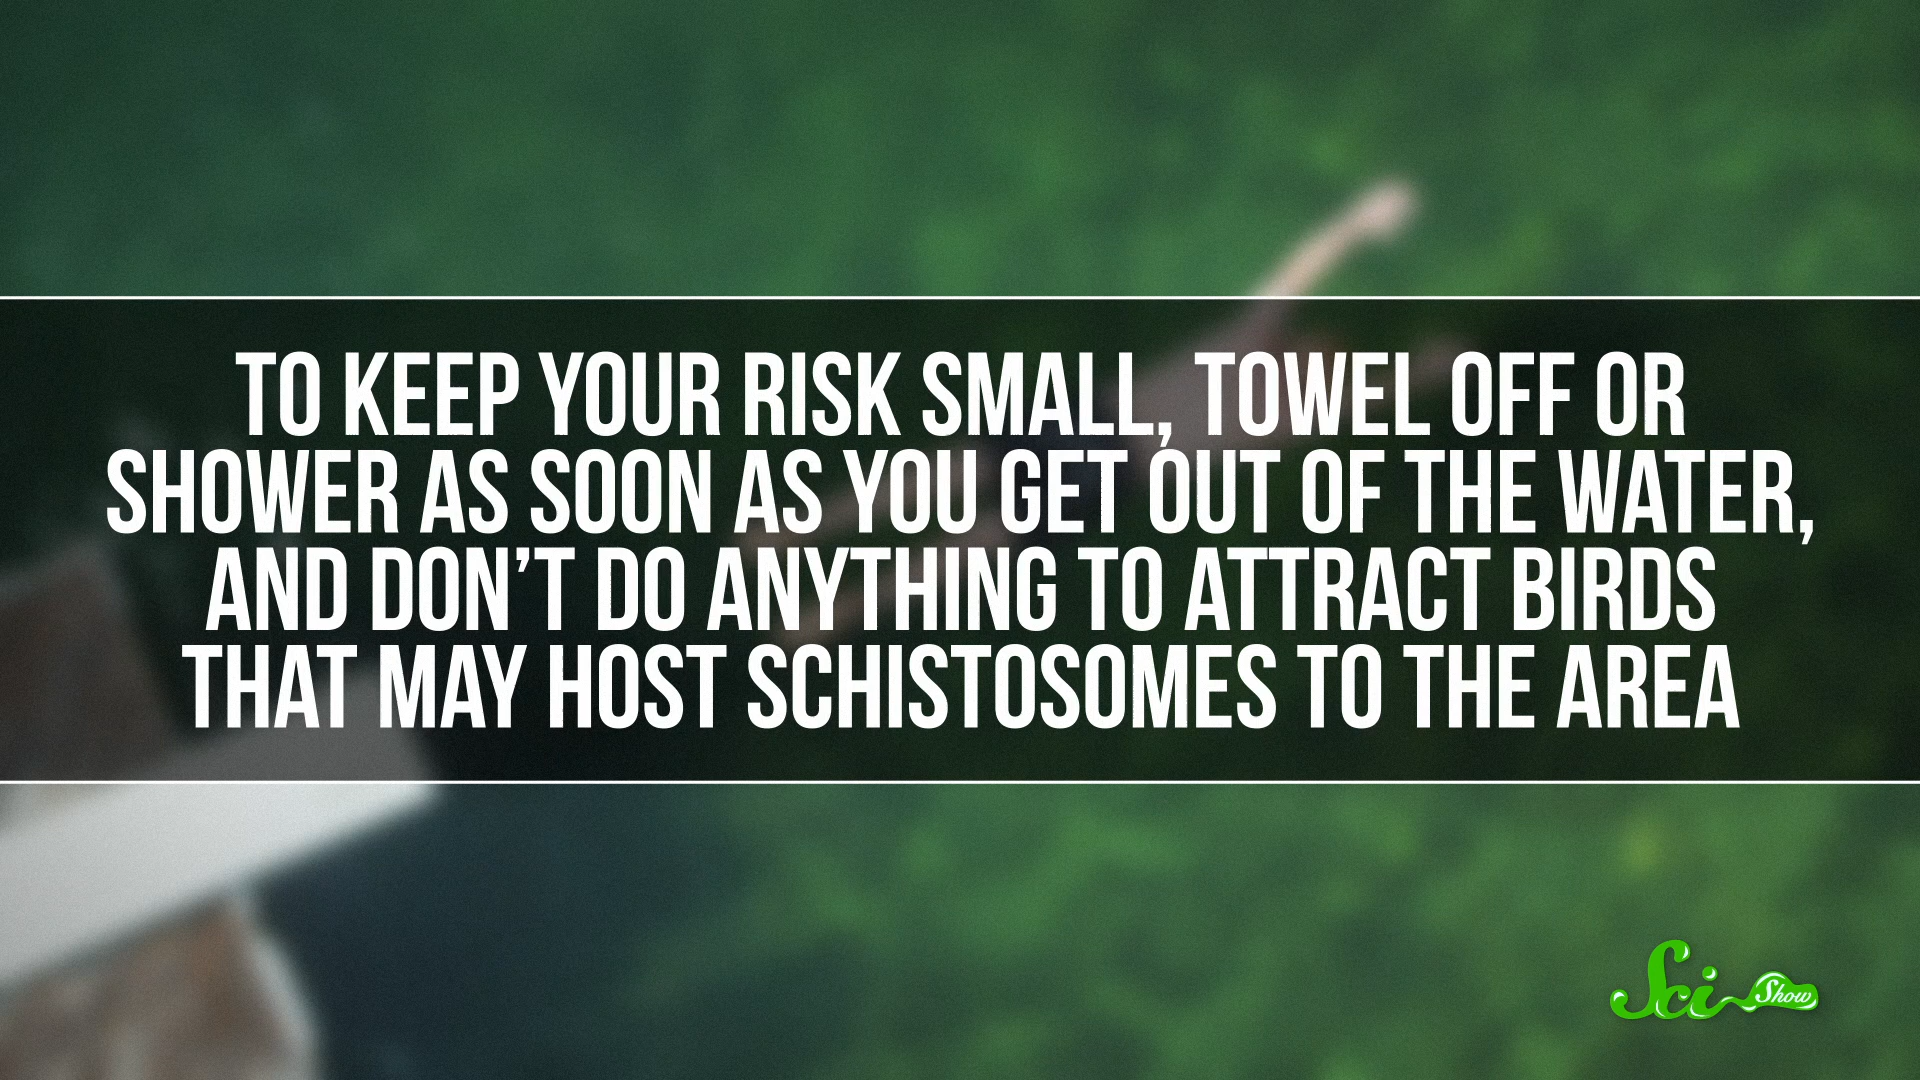 TO KEEP YOUR RISK SMALL, TOWEL OFF OR
SHOWER AS SOON AS YOU GET OUT OF THE WATER,
AND DON’T DO ANYTHING TO ATTRACT BIRDS
THAT MAY HOST SCHISTOSOMES TO THE AREA
Sci Show